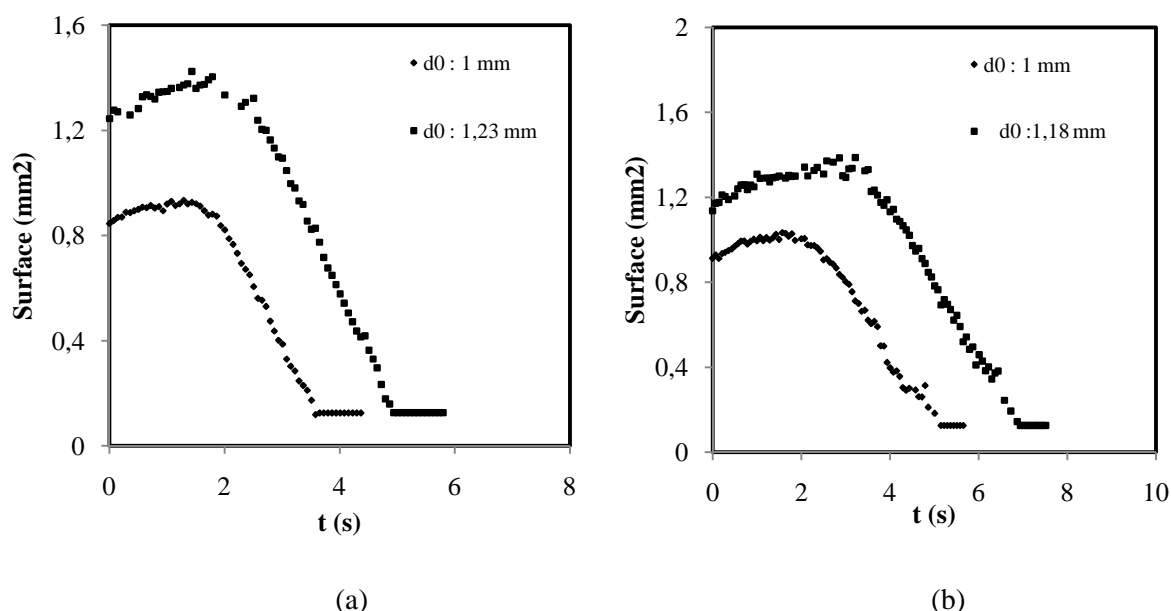 1,6
1,2
0,8
0,4
0
0 2 4 6 8
Surface (mm2)
t (s)
d0 : 1 mm
d0 : 1,23 mm
(a)
2
1,6
1,2
0,8
0,4
0
0 2 4 6 8 10
Surface (mm2)
t (s)
d0 : 1 mm
d0 :1,18 mm
(b)